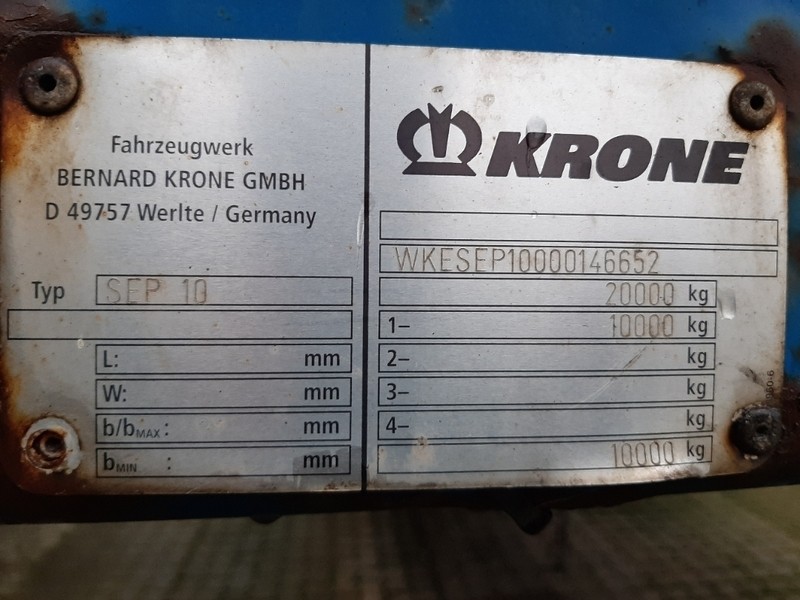 Fahrzeugwerk
BERNARD KRONE GMBH
D 49757 Werlte / Germany
Typ SEP 10
L: mm
W: mm
b/bMAX: mm
bMIN : mm
KRONE
WKESEP10000146652
20000 kg
1– 10000 kg
2– kg
3– kg
4– kg
10000 kg